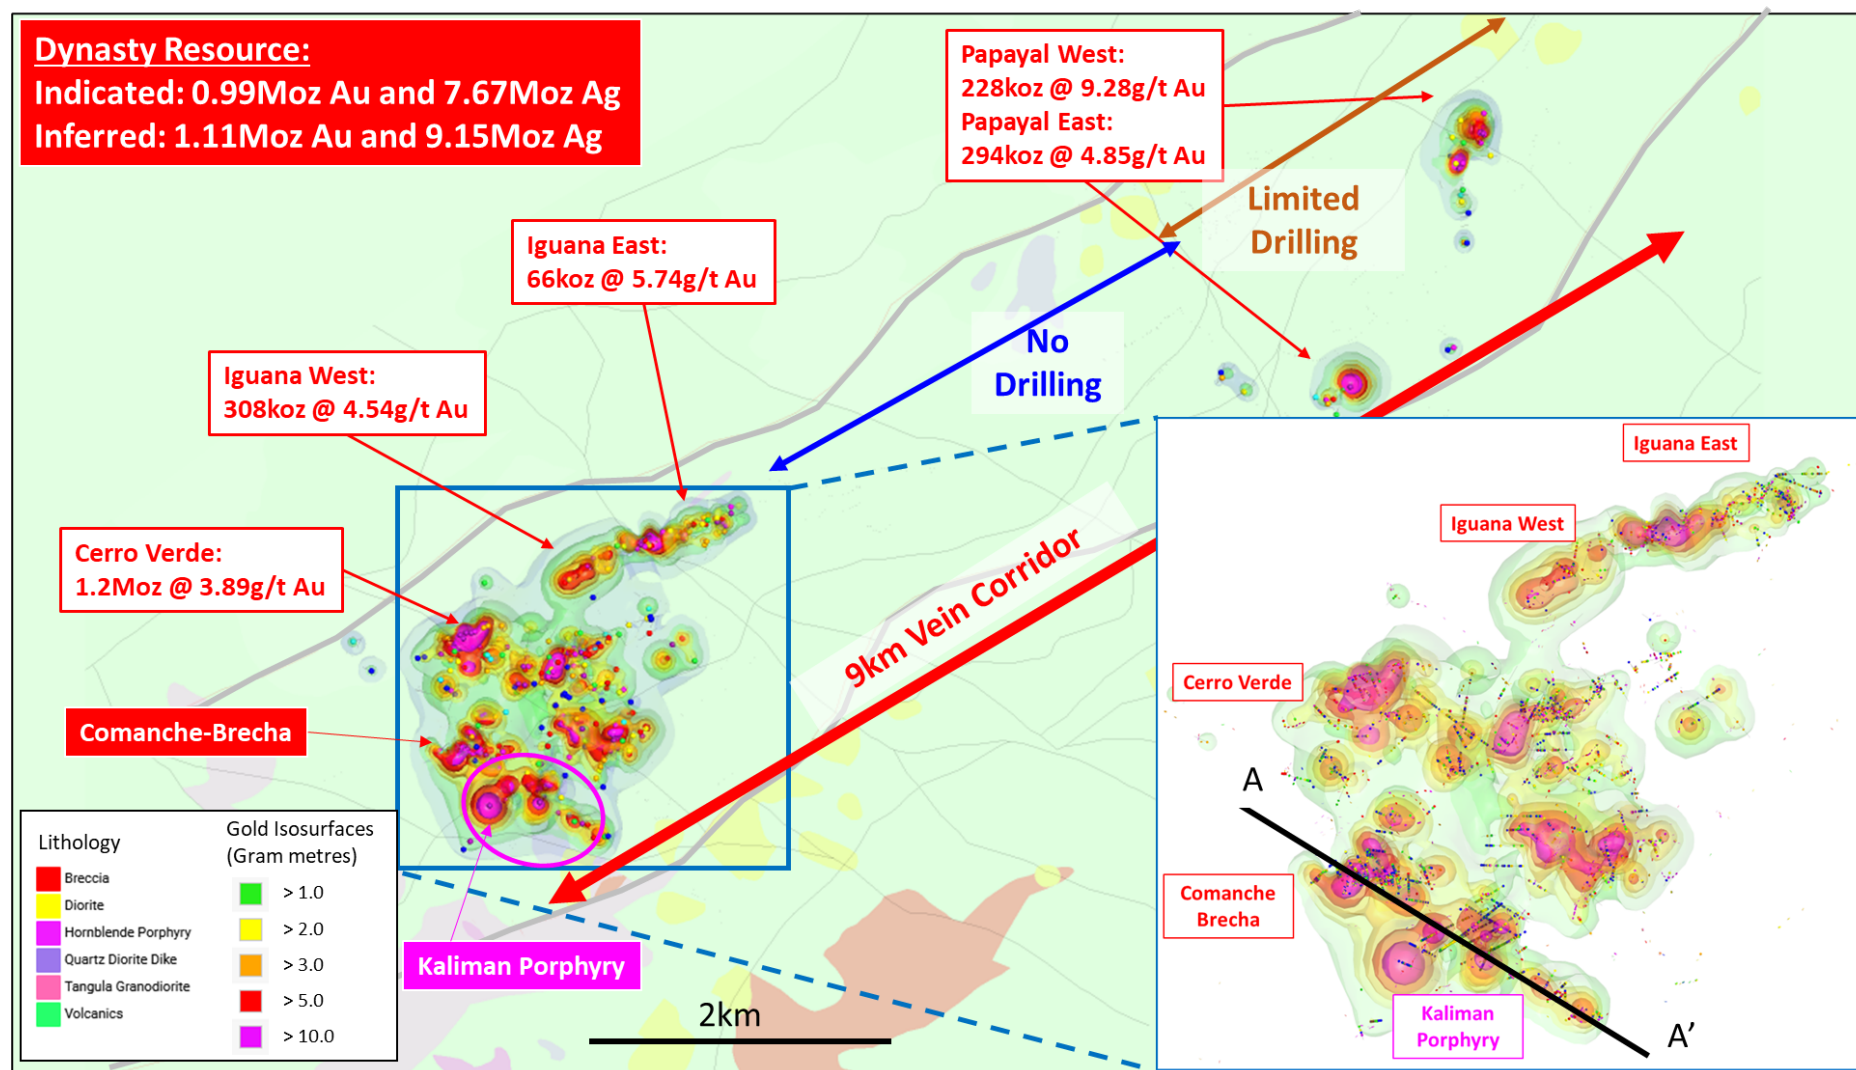 Dynasty Resource:
Indicated: 0.99Moz Au and 7.67Moz Ag
Inferred: 1.11Moz Au and 9.15Moz Ag
Papayal West:
228koz @ 9.28g/t Au
Papayal East:
294koz @ 4.85g/t Au
Limited
Drilling
Iguana East:
66koz @ 5.74g/t Au
No
Drilling
Iguana West:
308koz @ 4.54g/t Au
Cerro Verde:
1.2Moz @ 3.89g/t Au
9km Vein Corridor
Comanche-Brecha
Kaliman Porphyry
2km
Lithology
Breccia
Diorite
Hornblende Porphyry
Quartz Diorite Dike
Tangula Granodiorite
Volcanics
Gold Isosurfaces
(Gram metres)
> 1.0
> 2.0
> 3.0
> 5.0
> 10.0
Iguana East
Iguana West
Cerro Verde
A
Comanche
Brecha
Kaliman
Porphyry
A’